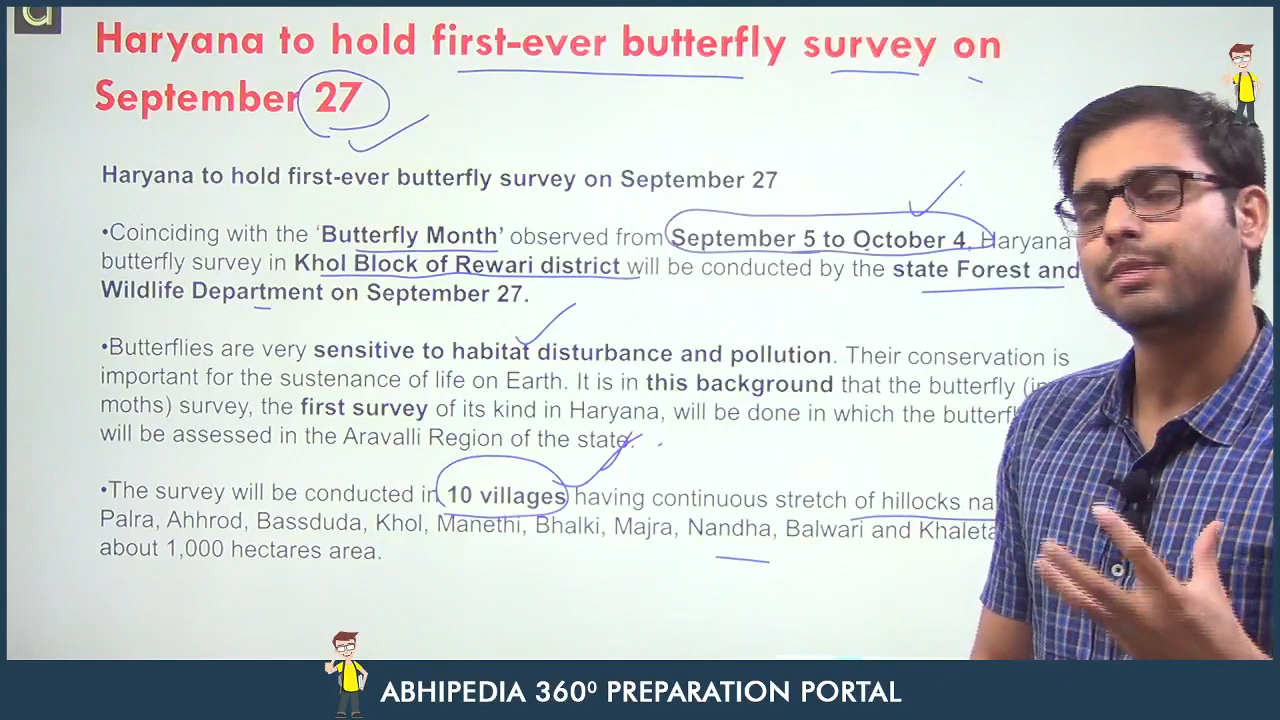 a
Haryana to hold first-ever butterfly survey on
September 27
Haryana to hold first-ever butterfly survey on September 27
•Coinciding with the 'Butterfly Month' observed from September 5 to October 4, Haryana
butterfly survey in Khol Block of Rewari district will be conducted by the state Forest and
Wildlife Department on September 27.
•Butterflies are very sensitive to habitat disturbance and pollution. Their conservation is
important for the sustenance of life on Earth. It is in this background that the butterfly
moths) survey, the first survey of its kind in Haryana, will be done in which the
will be assessed in the Aravalli Region of the state.
•The survey will be conducted in 10 villages having continuous stretch of hillocks
Palra, Ahhrod, Bassduda, Khol, Manethi, Bhalki, Majra, Nandha, Balwari and Khaleta
about 1,000 hectares area.
ABHIPEDIA 360⁰ PREPARATION PORTAL